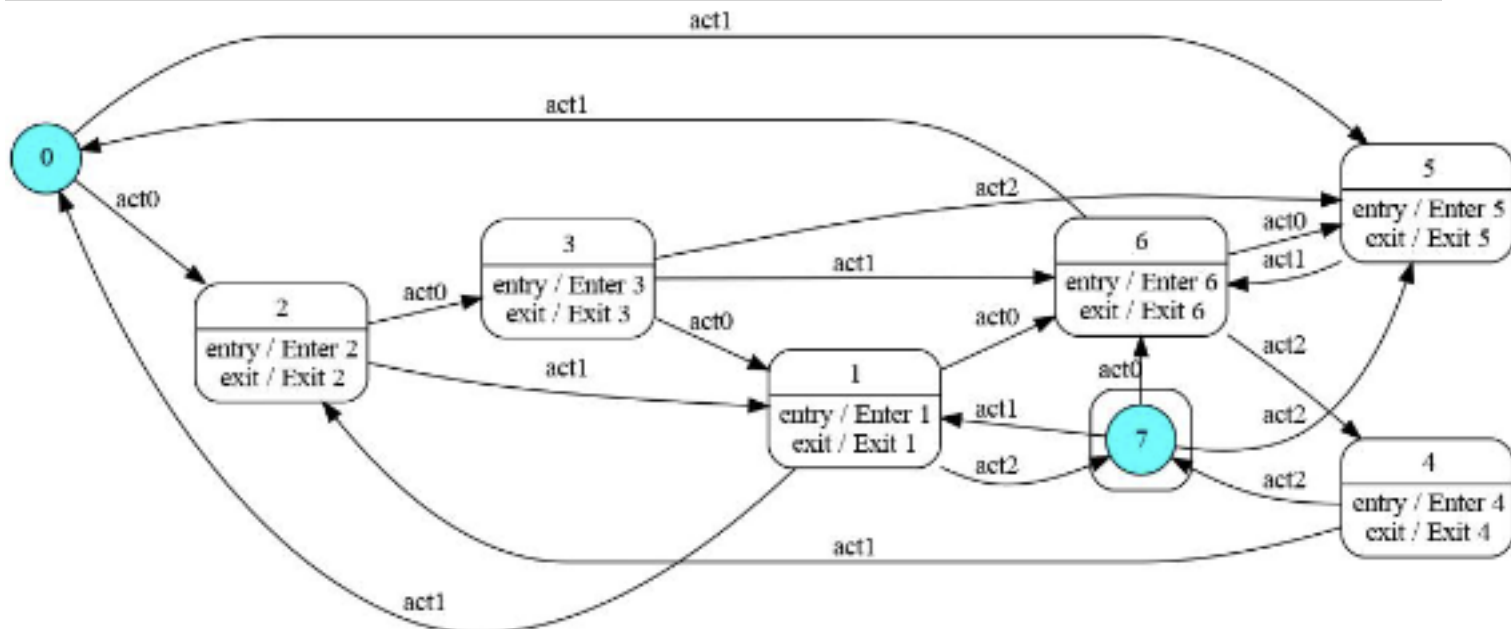 act1
act1
0
act0
act2
5
entry / Enter 5
exit / Exit 5
3
entry / Enter 3
exit / Exit 3
act1
6
entry / Enter 6
exit / Exit 6
act0
act1
2
entry / Enter 2
exit / Exit 2
act0
act1
act0
act0
act2
1
entry / Enter 1
exit / Exit 1
act0
act1
7
act2
act2
act2
4
entry / Enter 4
exit / Exit 4
act1
act1